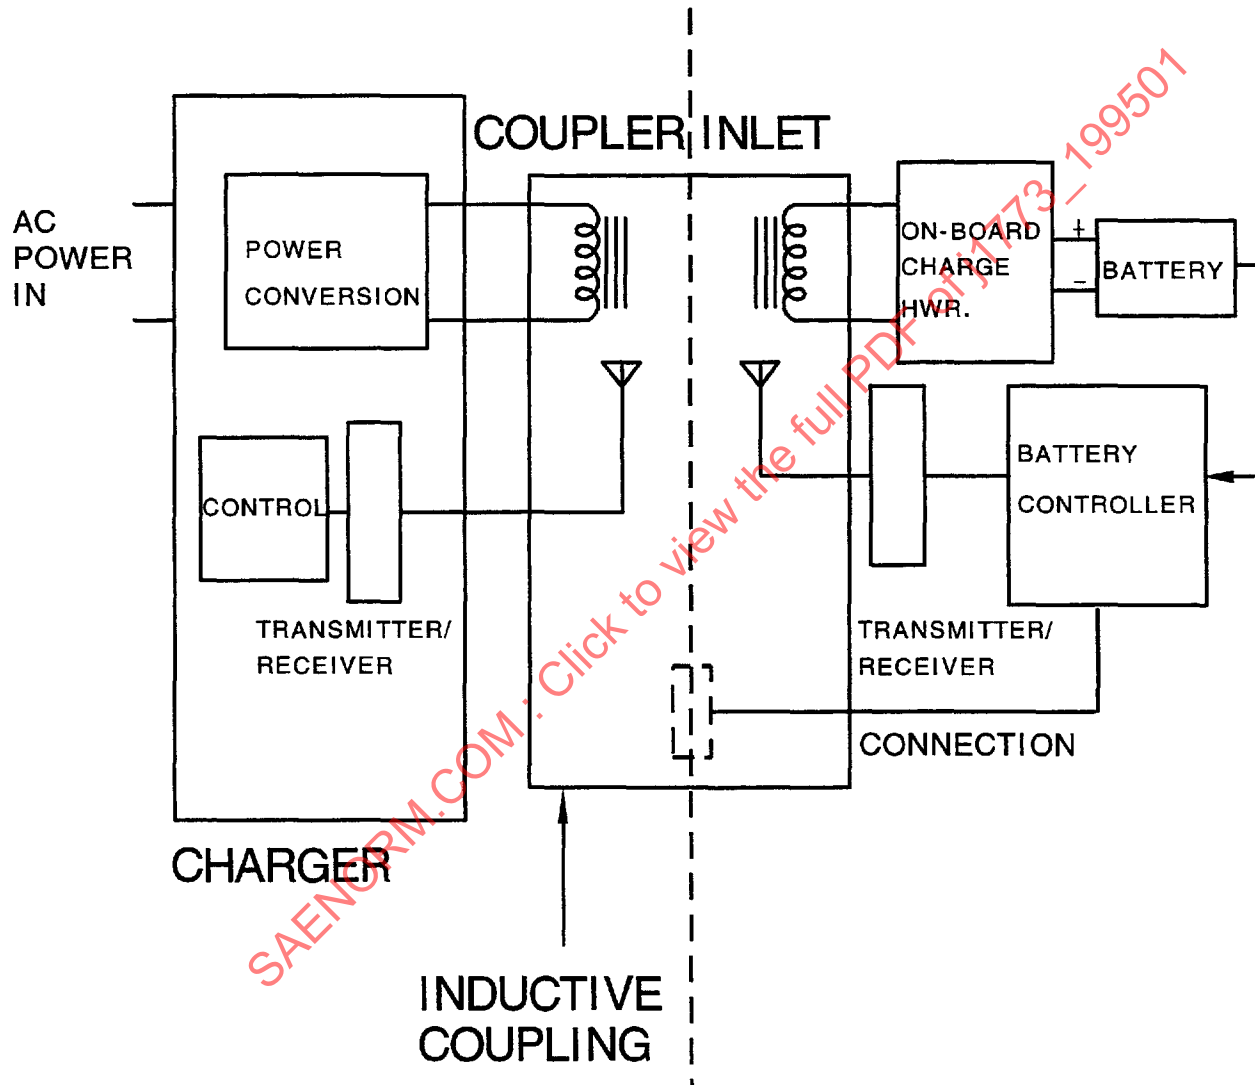 COUPLER INLET
AC
POWER
IN
POWER
CONVERSION
ON-BOARD
CHARGE
HWR.
+
–
BATTERY
CONTROL
BATTERY
CONTROLLER
TRANSMITTER/
RECEIVER
TRANSMITTER/
RECEIVER
CONNECTION
CHARGER
INDUCTIVE
COUPLING
SAENORM.COM : Click to view the full PDF of j1773_199501